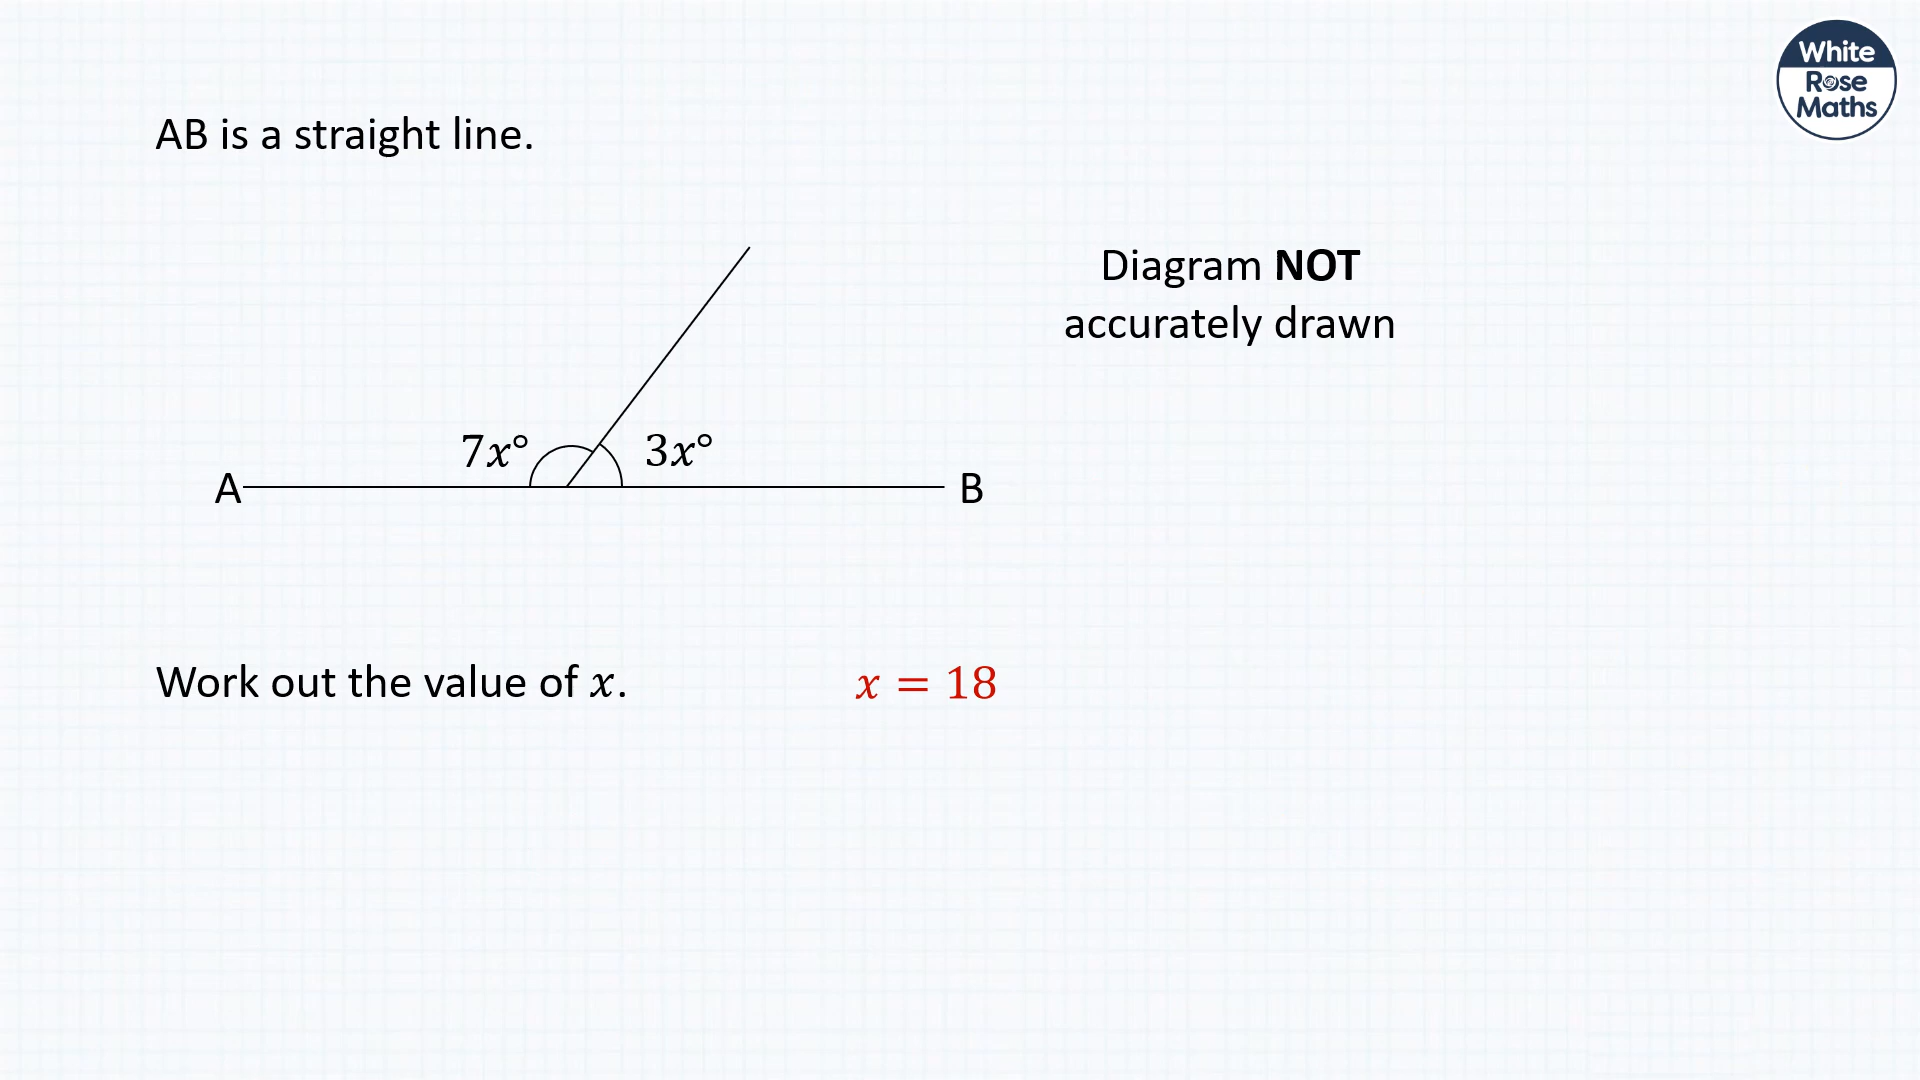 White
Rose
Maths
AB is a straight line.
Diagram NOT
accurately drawn
7x°
3x°
A
B
Work out the value of x.
x = 18